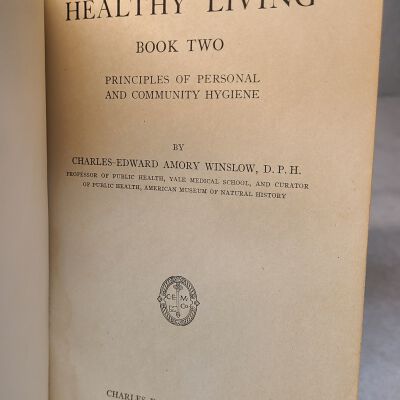 HEALTHY LIVING
BOOK TWO
PRINCIPLES OF PERSONAL
AND COMMUNITY HYGIENE
BY
CHARLES-EDWARD AMORY WINSLOW, D.P.H.
PROFESSOR OF PUBLIC HEALTH, YALE MEDICAL SCHOOL, AND CURATOR
OF PUBLIC HEALTH, AMERICAN MUSEUM OF NATURAL HISTORY
C.E. M.
Co
CHARLES